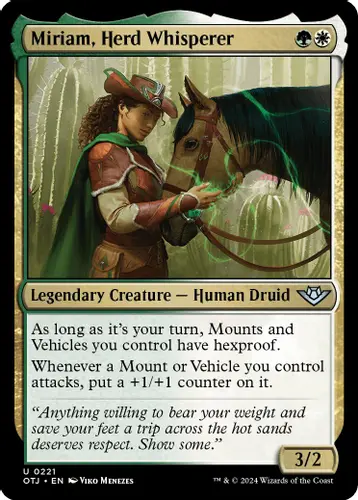 Miriam, Herd Whisperer
Legendary Creature — Human Druid
As long as it's your turn, Mounts and
Vehicles you control have hexproof.
Whenever a Mount or Vehicle you control
attacks, put a +1/+1 counter on it.
“Anything willing to bear your weight and
save your feet a trip across the hot sands
deserves respect. Show some.”
3/2
U 0221
OTJ • EN Viko Menezes
™ & © 2024 Wizards of the Coast